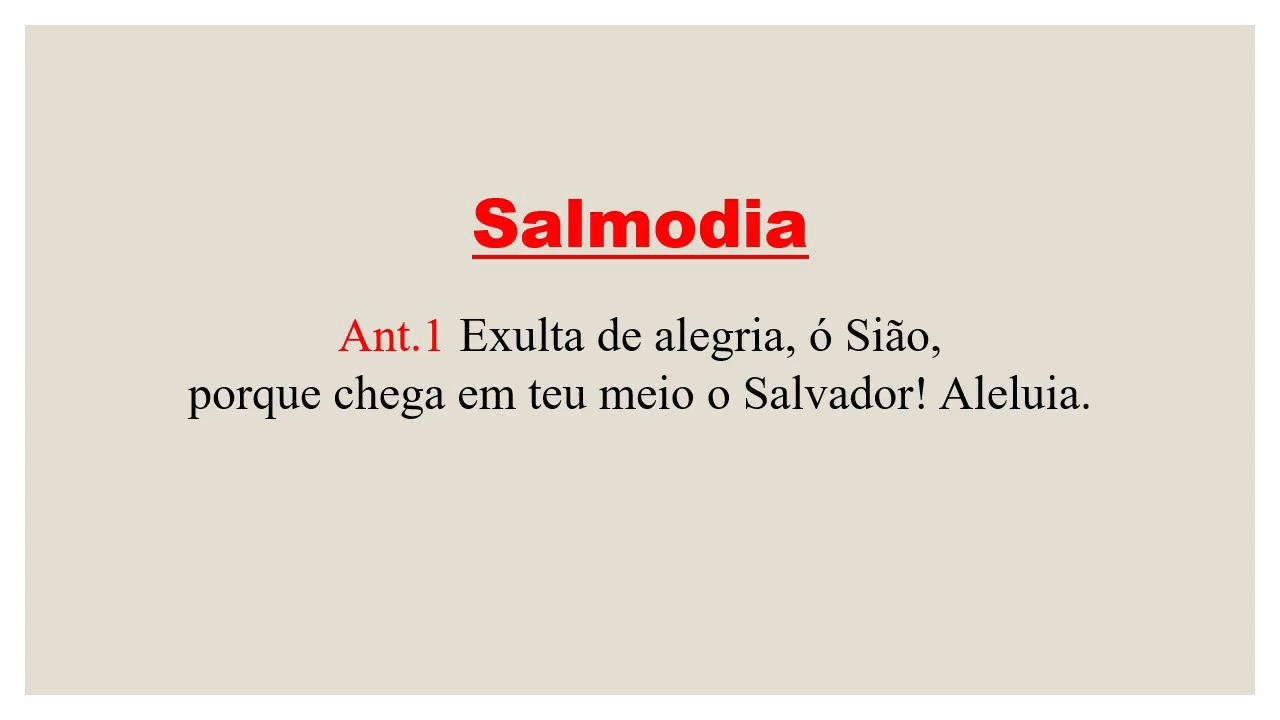 Salmodia
Ant.1 Exulta de alegria, ó Sião,
porque chega em teu meio o Salvador! Aleluia.